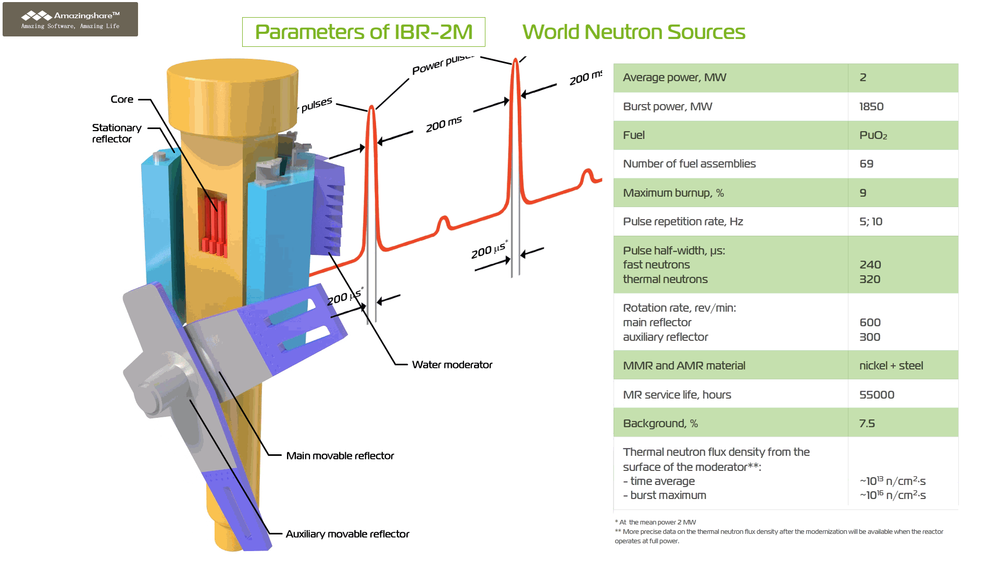 Amazingshare™
Amazing Software, Amazing Life
Parameters of IBR-2M
World Neutron Sources
Core
Stationary
reflector
pulses
Power
200 ms
200
200 µs*
200 µs*
Water moderator
Main movable reflector
Auxiliary movable reflector
Average power, MW 2
Burst power, MW 1850
Fuel PuO₂
Number of fuel assemblies 69
Maximum burnup, % 9
Pulse repetition rate, Hz 5; 10
Pulse half-width, µs:
fast neutrons 240
thermal neutrons 320
Rotation rate, rev/min:
main reflector 600
auxiliary reflector 300
MMR and AMR material nickel + steel
MR service life, hours 55000
Background, % 7.5
Thermal neutron flux density from the
surface of the moderator**:
- time average ~10¹³ n/cm²·s
- burst maximum ~10¹⁶ n/cm²·s
* At the mean power 2 MW
** More precise data on the thermal neutron flux density after the modernization will be available when the reactor
operates at full power.